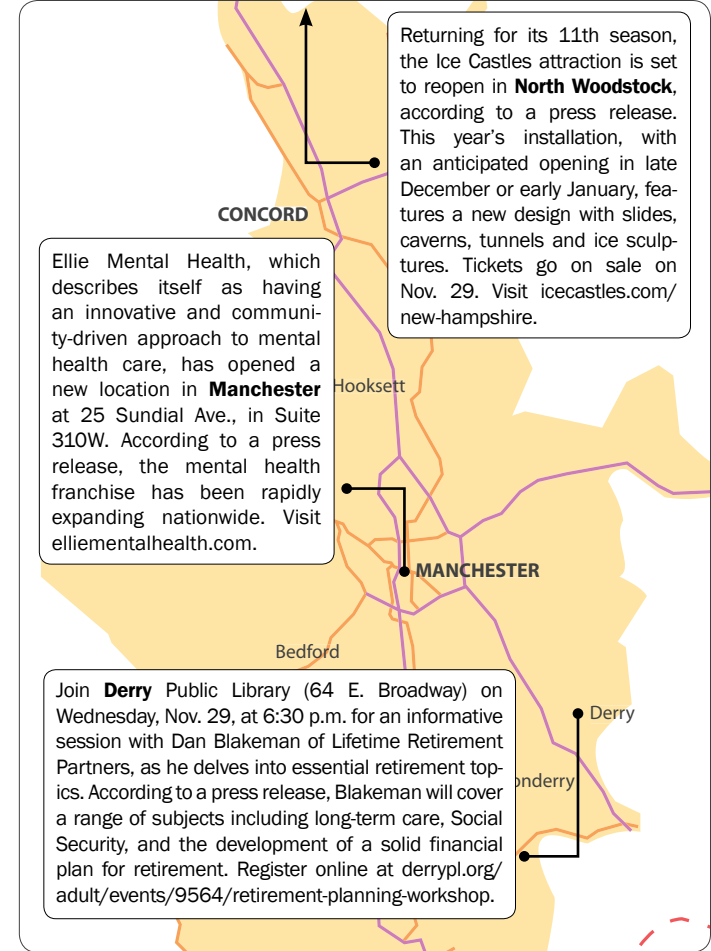 Returning for its 11th season,
the Ice Castles attraction is set
to reopen in North Woodstock,
according to a press release.
This year's installation, with
an anticipated opening in late
December or early January, fea-
tures a new design with slides,
caverns, tunnels and ice sculp-
tures. Tickets go on sale on
Nov. 29. Visit icecastles.com/
new-hampshire.
CONCORD
Ellie Mental Health, which
describes itself as having
an innovative and communi-
ty-driven approach to mental
health care, has opened a
new location in Manchester
at 25 Sundial Ave., in Suite
310W. According to a press
release, the mental health
franchise has been rapidly
expanding nationwide. Visit
elliementalhealth.com.
Hooksett
MANCHESTER
Bedford
Join Derry Public Library (64 E. Broadway) on
Wednesday, Nov. 29, at 6:30 p.m. for an informative
session with Dan Blakeman of Lifetime Retirement
Partners, as he delves into essential retirement top-
ics. According to a press release, Blakeman will cover
a range of subjects including long-term care, Social
Security, and the development of a solid financial
plan for retirement. Register online at derrypl.org/
adult/events/9564/retirement-planning-workshop.
Derry
onderry